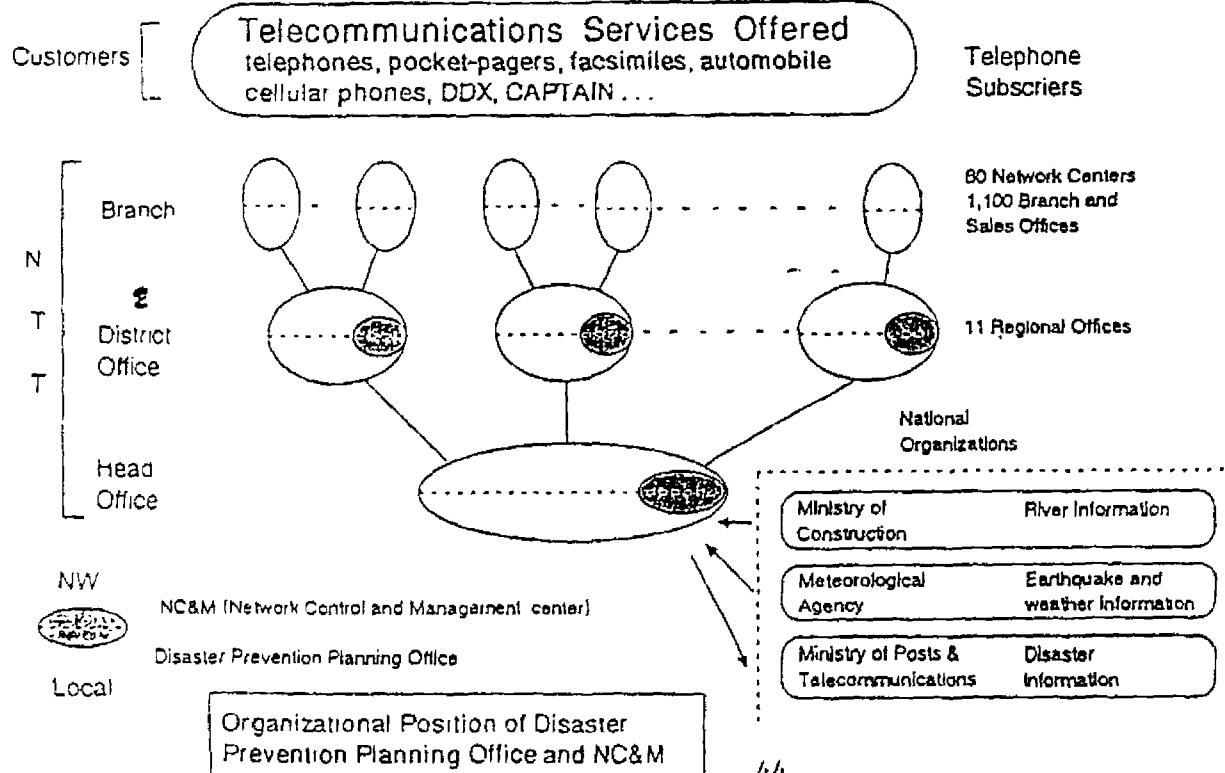 Customers
Telecommunications Services Offered
telephones, pocket-pagers, facsimiles, automobile
cellular phones, DDX, CAPTAIN ...
Telephone
Subscriers
N
T
T
Branch
60 Network Centers
1,100 Branch and
Sales Offices
District
Office
11 Regional Offices
Head
Office
National
Organizations
Ministry of
Construction
River Information
Meteorological
Agency
Earthquake and
weather Information
Ministry of Posts &
Telecommunications
Disaster
Information
NW
NC&M (Network Control and Management center)
Disaster Prevention Planning Office
Local
Organizational Position of Disaster
Prevention Planning Office and NC&M